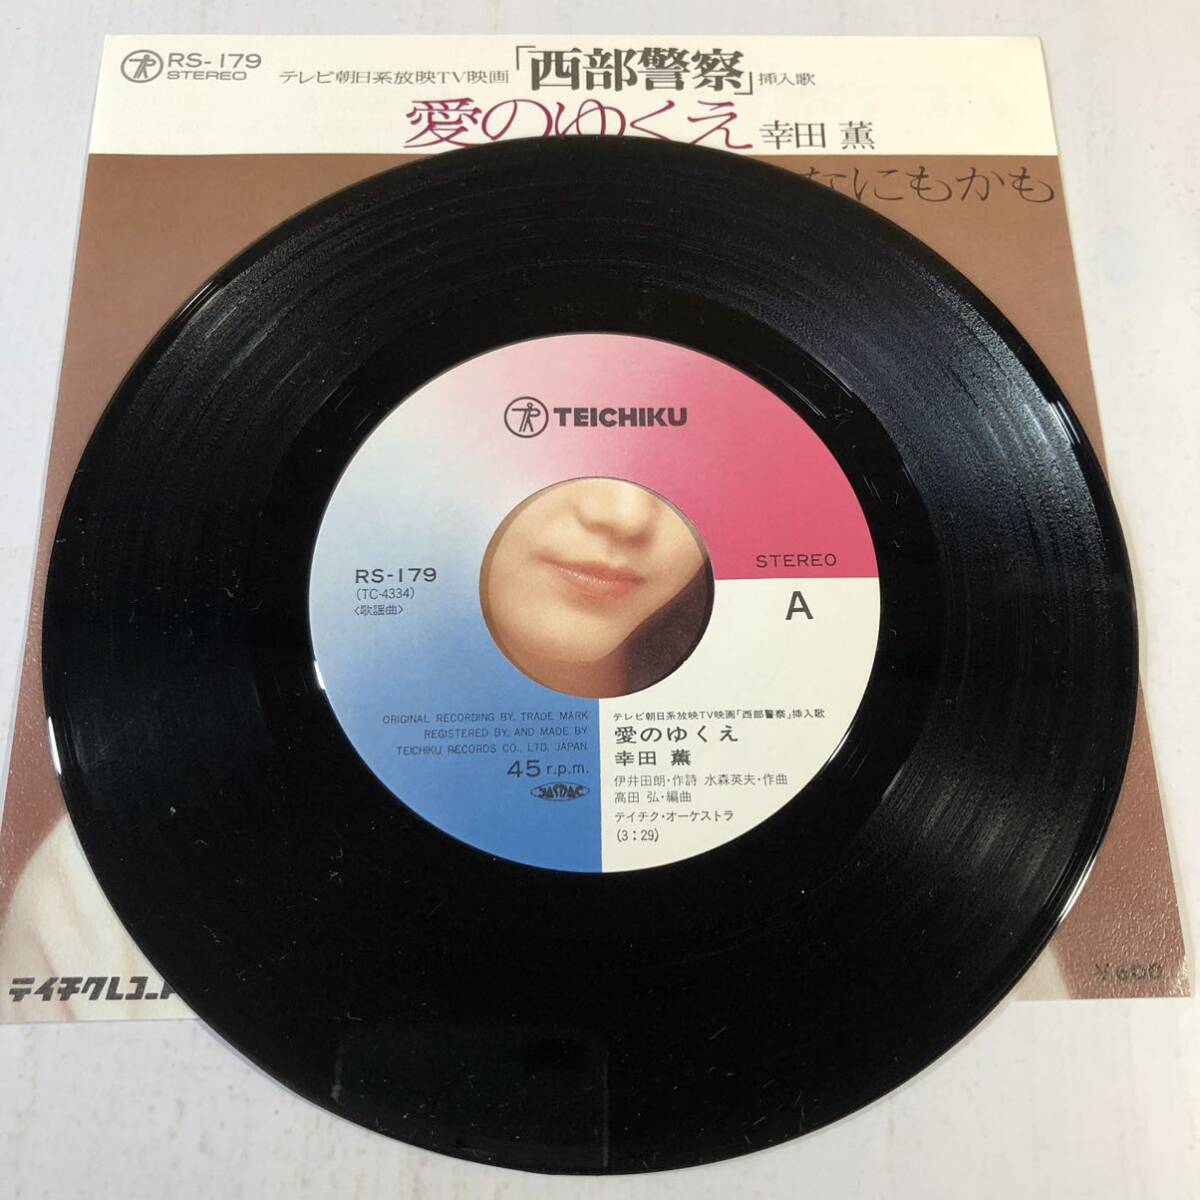 RS-179
STEREO
テレビ朝日系放映TV映画「西部警察」挿入歌
愛のゆくえ 幸田 薫
なにもかも
TEICHIKU
STEREO
RS-179
(TC-4334)
〈歌謡曲〉
A
ORIGINAL RECORDING BY, TRADE MARK
REGISTERED BY, AND MADE BY
TEICHIKU RECORDS CO., LTD. JAPAN.
45 r.p.m.
JASRAC
テレビ朝日系放映TV映画「西部警察」挿入歌
愛のゆくえ
幸田 薫
伊井田朗・作詩 水森英夫・作曲
高田 弘・編曲
テイチク・オーケストラ
(3:29)
テイチクレコード
¥600